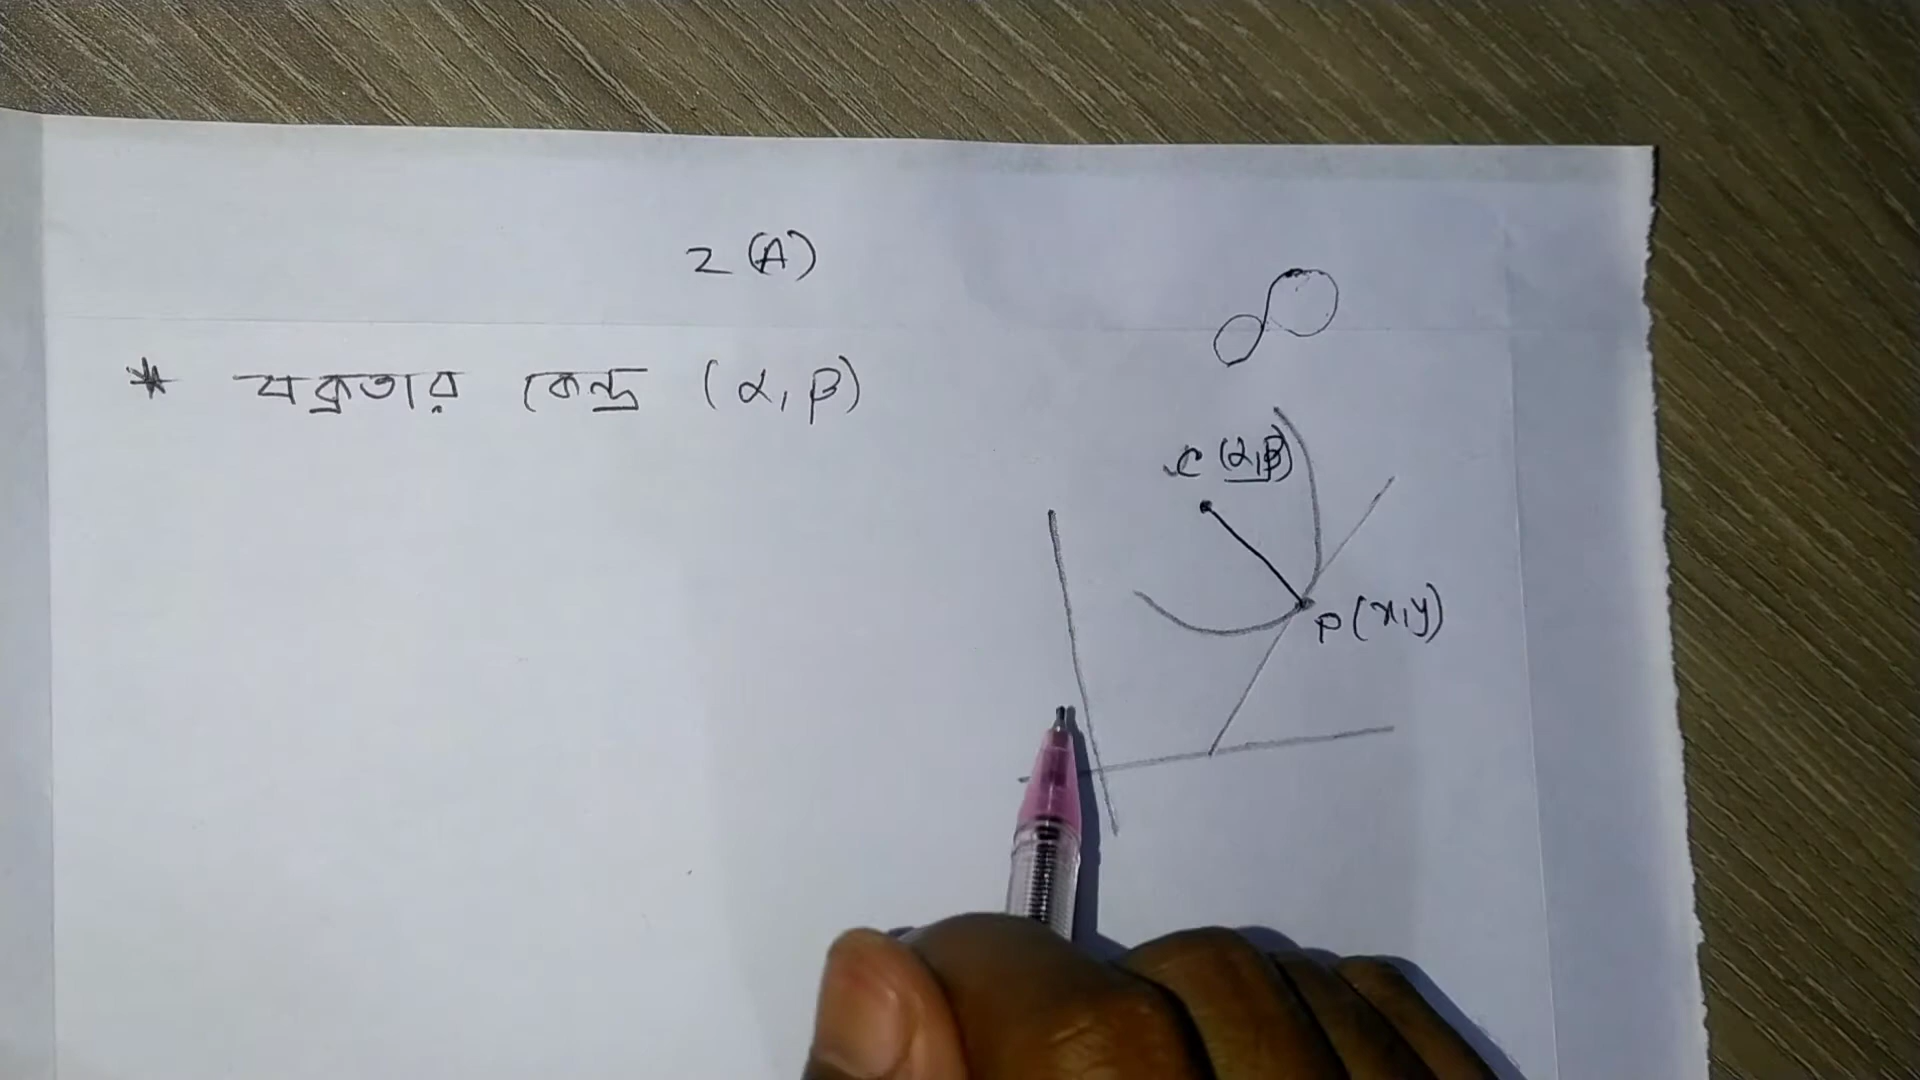 2 (A)
* বক্রতার কেন্দ্র (α, β)
C (α, β)
P (x, y)